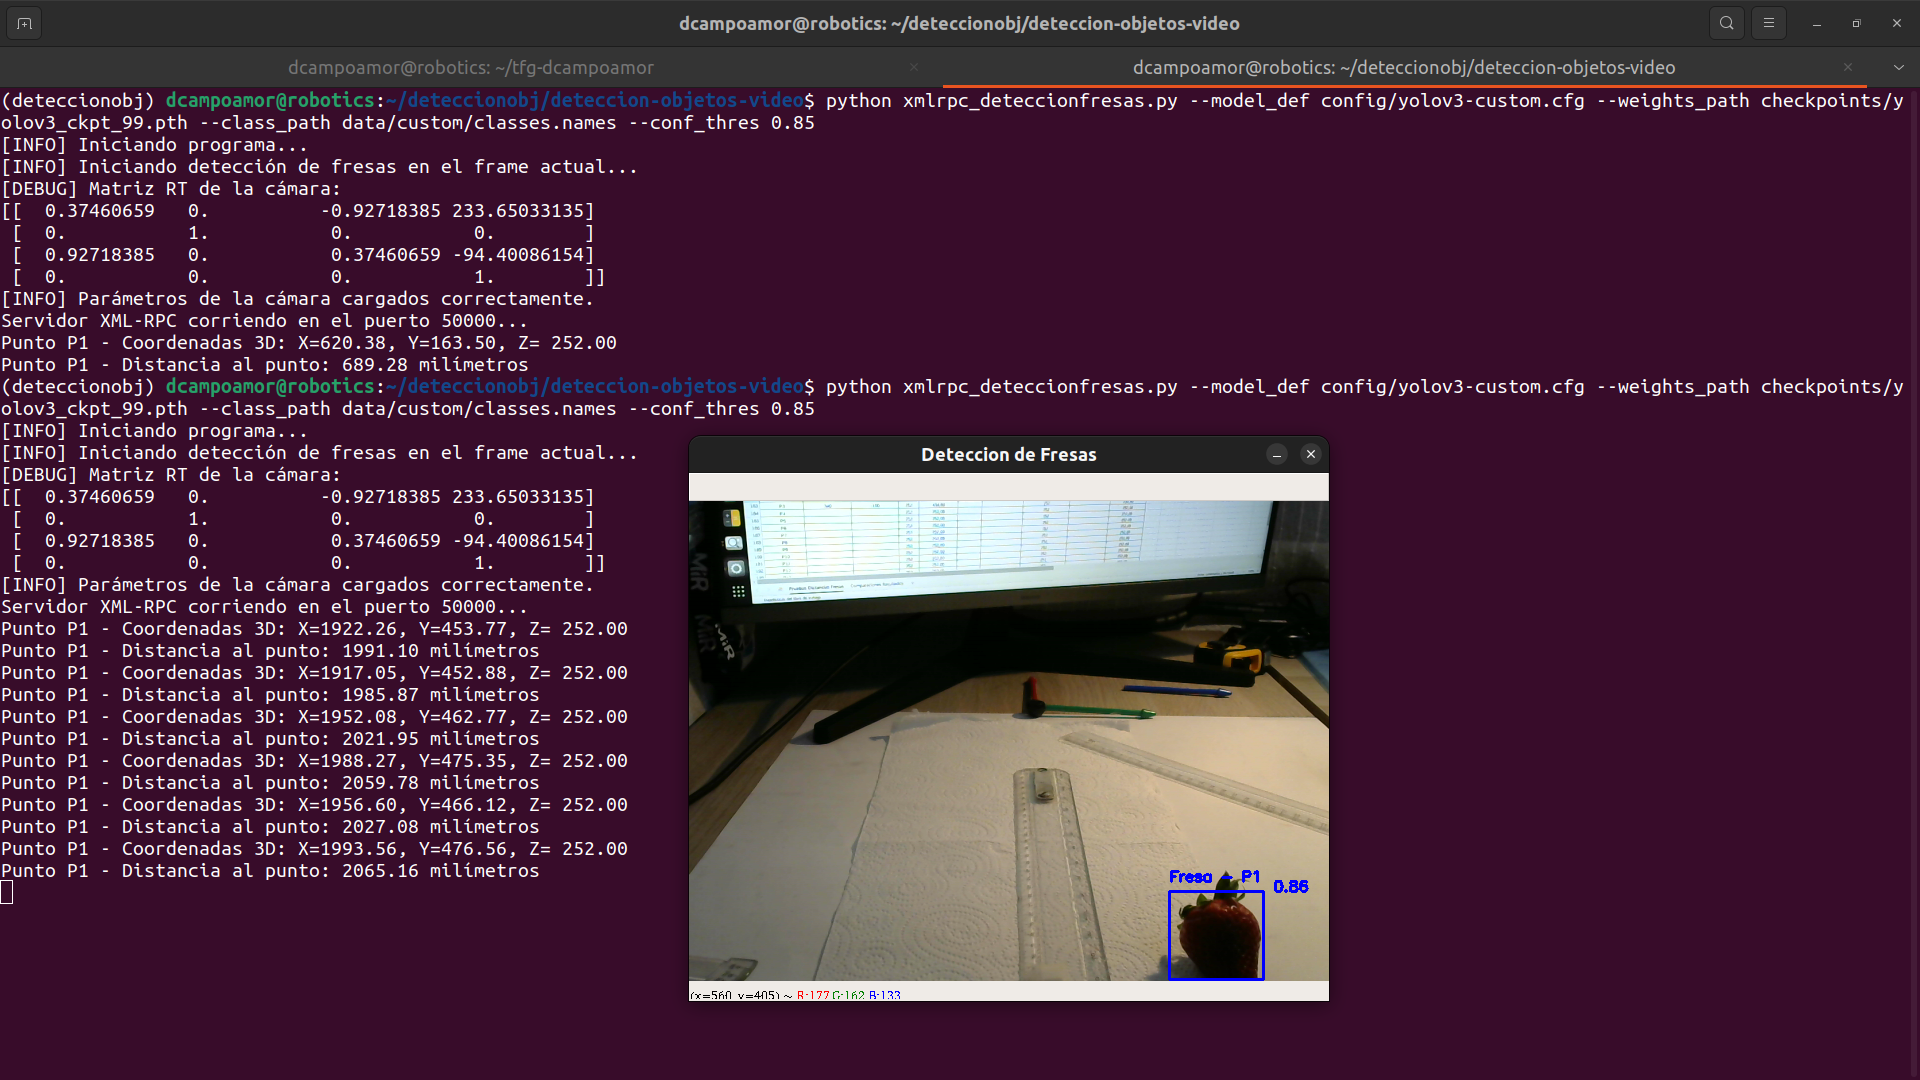 dcampoamor@robotics: ~/deteccionobj/deteccion-objetos-video
dcampoamor@robotics: ~/tfg-dcampoamor
dcampoamor@robotics: ~/deteccionobj/deteccion-objetos-video
(deteccionobj) dcampoamor@robotics:~/deteccionobj/deteccion-objetos-video$ python xmlrpc_deteccionfresas.py --model_def config/yolov3-custom.cfg --weights_path checkpoints/y
olov3_ckpt_99.pth --class_path data/custom/classes.names --conf_thres 0.85
[INFO] Iniciando programa...
[INFO] Iniciando detección de fresas en el frame actual...
[DEBUG] Matriz RT de la cámara:
[[  0.37460659   0.          -0.92718385 233.65033135]
[  0.           1.           0.           0.        ]
[  0.92718385   0.           0.37460659 -94.40086154]
[  0.           0.           0.           1.        ]]
[INFO] Parámetros de la cámara cargados correctamente.
Servidor XML-RPC corriendo en el puerto 50000...
Punto P1 - Coordenadas 3D: X=620.38, Y=163.50, Z= 252.00
Punto P1 - Distancia al punto: 689.28 milímetros
(deteccionobj) dcampoamor@robotics:~/deteccionobj/deteccion-objetos-video$ python xmlrpc_deteccionfresas.py --model_def config/yolov3-custom.cfg --weights_path checkpoints/y
olov3_ckpt_99.pth --class_path data/custom/classes.names --conf_thres 0.85
[INFO] Iniciando programa...
[INFO] Iniciando detección de fresas en el frame actual...
[DEBUG] Matriz RT de la cámara:
[[  0.37460659   0.          -0.92718385 233.65033135]
[  0.           1.           0.           0.        ]
[  0.92718385   0.           0.37460659 -94.40086154]
[  0.           0.           0.           1.        ]]
[INFO] Parámetros de la cámara cargados correctamente.
Servidor XML-RPC corriendo en el puerto 50000...
Punto P1 - Coordenadas 3D: X=1922.26, Y=453.77, Z= 252.00
Punto P1 - Distancia al punto: 1991.10 milímetros
Punto P1 - Coordenadas 3D: X=1917.05, Y=452.88, Z= 252.00
Punto P1 - Distancia al punto: 1985.87 milímetros
Punto P1 - Coordenadas 3D: X=1952.08, Y=462.77, Z= 252.00
Punto P1 - Distancia al punto: 2021.95 milímetros
Punto P1 - Coordenadas 3D: X=1988.27, Y=475.35, Z= 252.00
Punto P1 - Distancia al punto: 2059.78 milímetros
Punto P1 - Coordenadas 3D: X=1956.60, Y=466.12, Z= 252.00
Punto P1 - Distancia al punto: 2027.08 milímetros
Punto P1 - Coordenadas 3D: X=1993.56, Y=476.56, Z= 252.00
Punto P1 - Distancia al punto: 2065.16 milímetros
Deteccion de Fresas
MiR
MiR
MiR
Fresa - P1 0.86
(x=560, y=405) ~ R:177 G:162 B:133